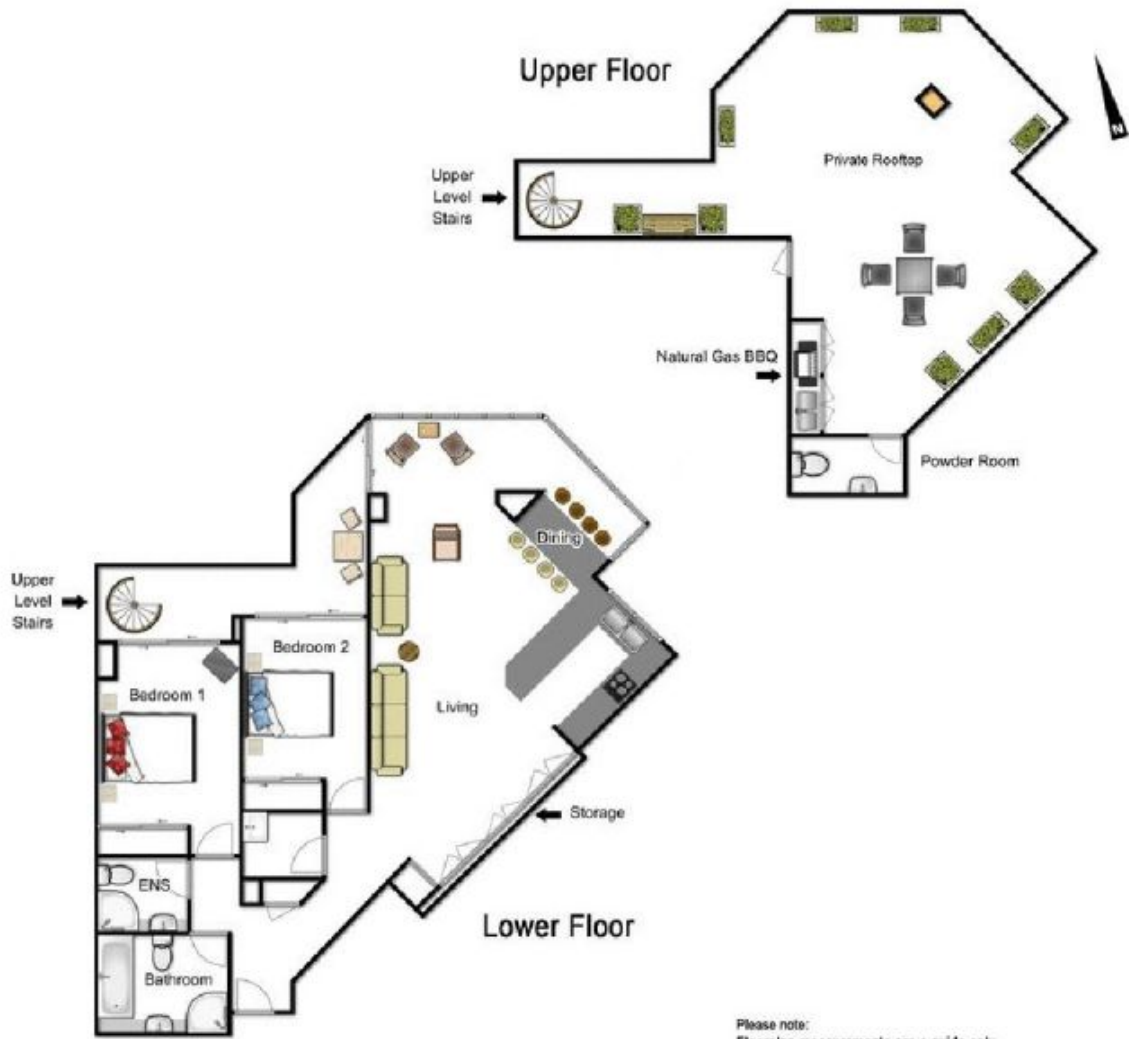 Upper Floor
N
Private Rooftop
Upper
Level
Stairs
Natural Gas BBQ
Powder Room
Dining
Upper
Level
Stairs
Bedroom 2
Bedroom 1
Living
Storage
ENS
Lower Floor
Bathroom
Please note: